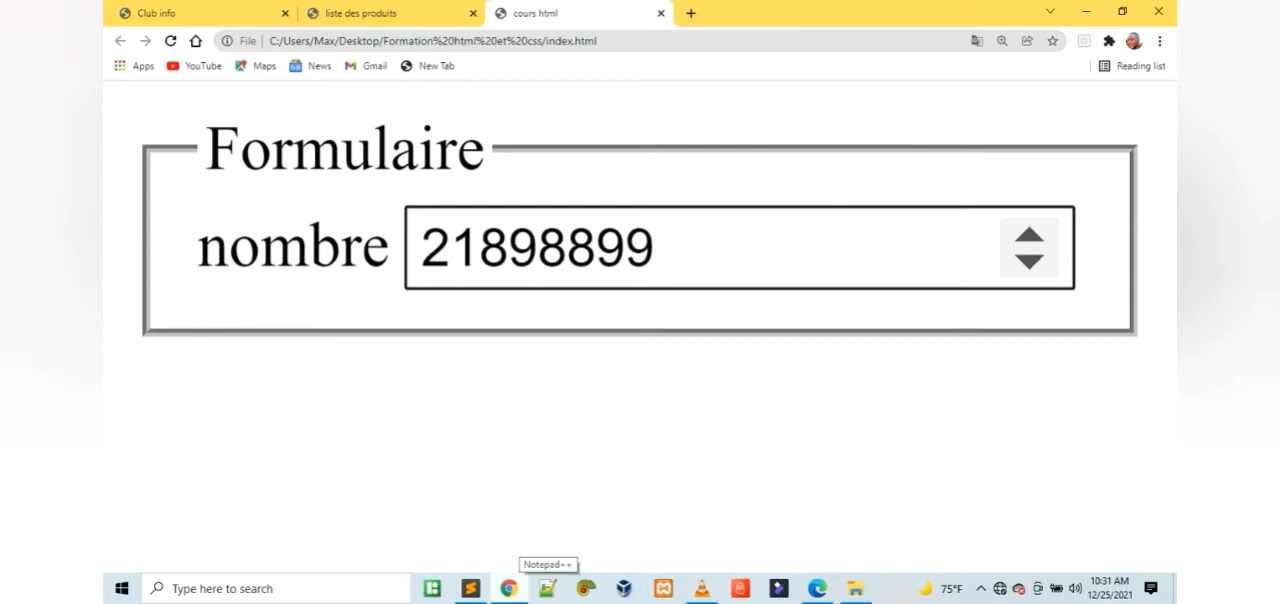 Club info
liste des produits
cours html
File C:/Users/Max/Desktop/Formation%20html%20et%20css/index.html
Apps YouTube Maps News Gmail New Tab Reading list
Formulaire
nombre 21898899
Notepad++
Type here to search
75°F
10:31 AM
12/25/2021